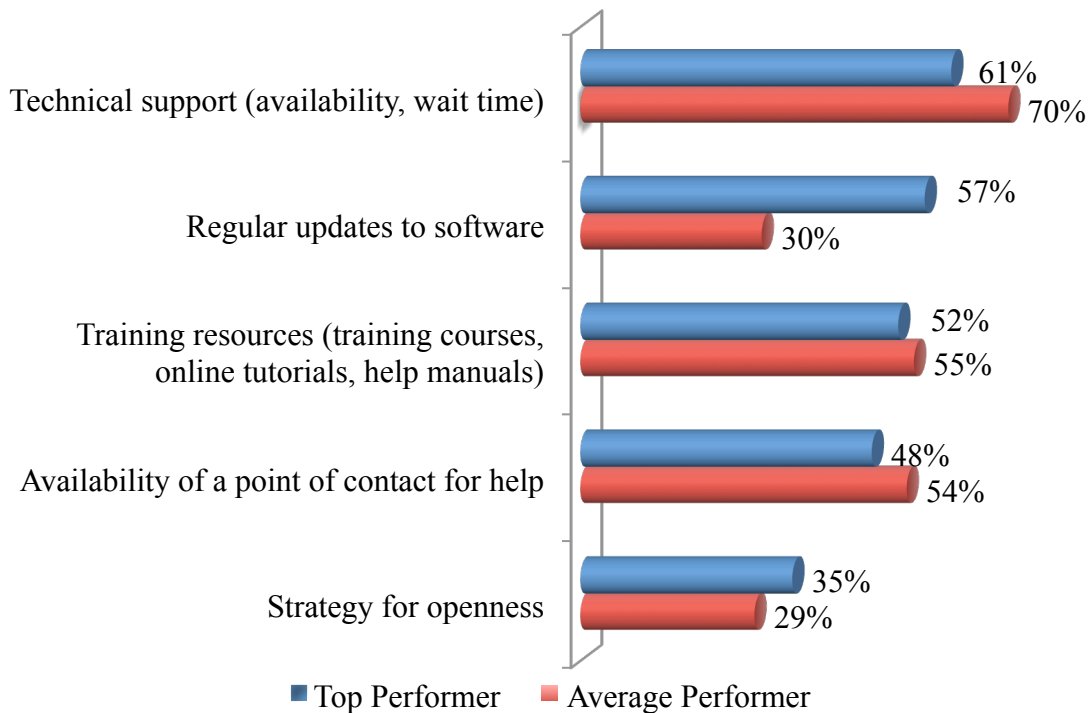 61%
Technical support (availability, wait time)
70%
57%
Regular updates to software
30%
Training resources (training courses,
online tutorials, help manuals)
52%
55%
48%
Availability of a point of contact for help
54%
35%
Strategy for openness
29%
Top Performer
Average Performer